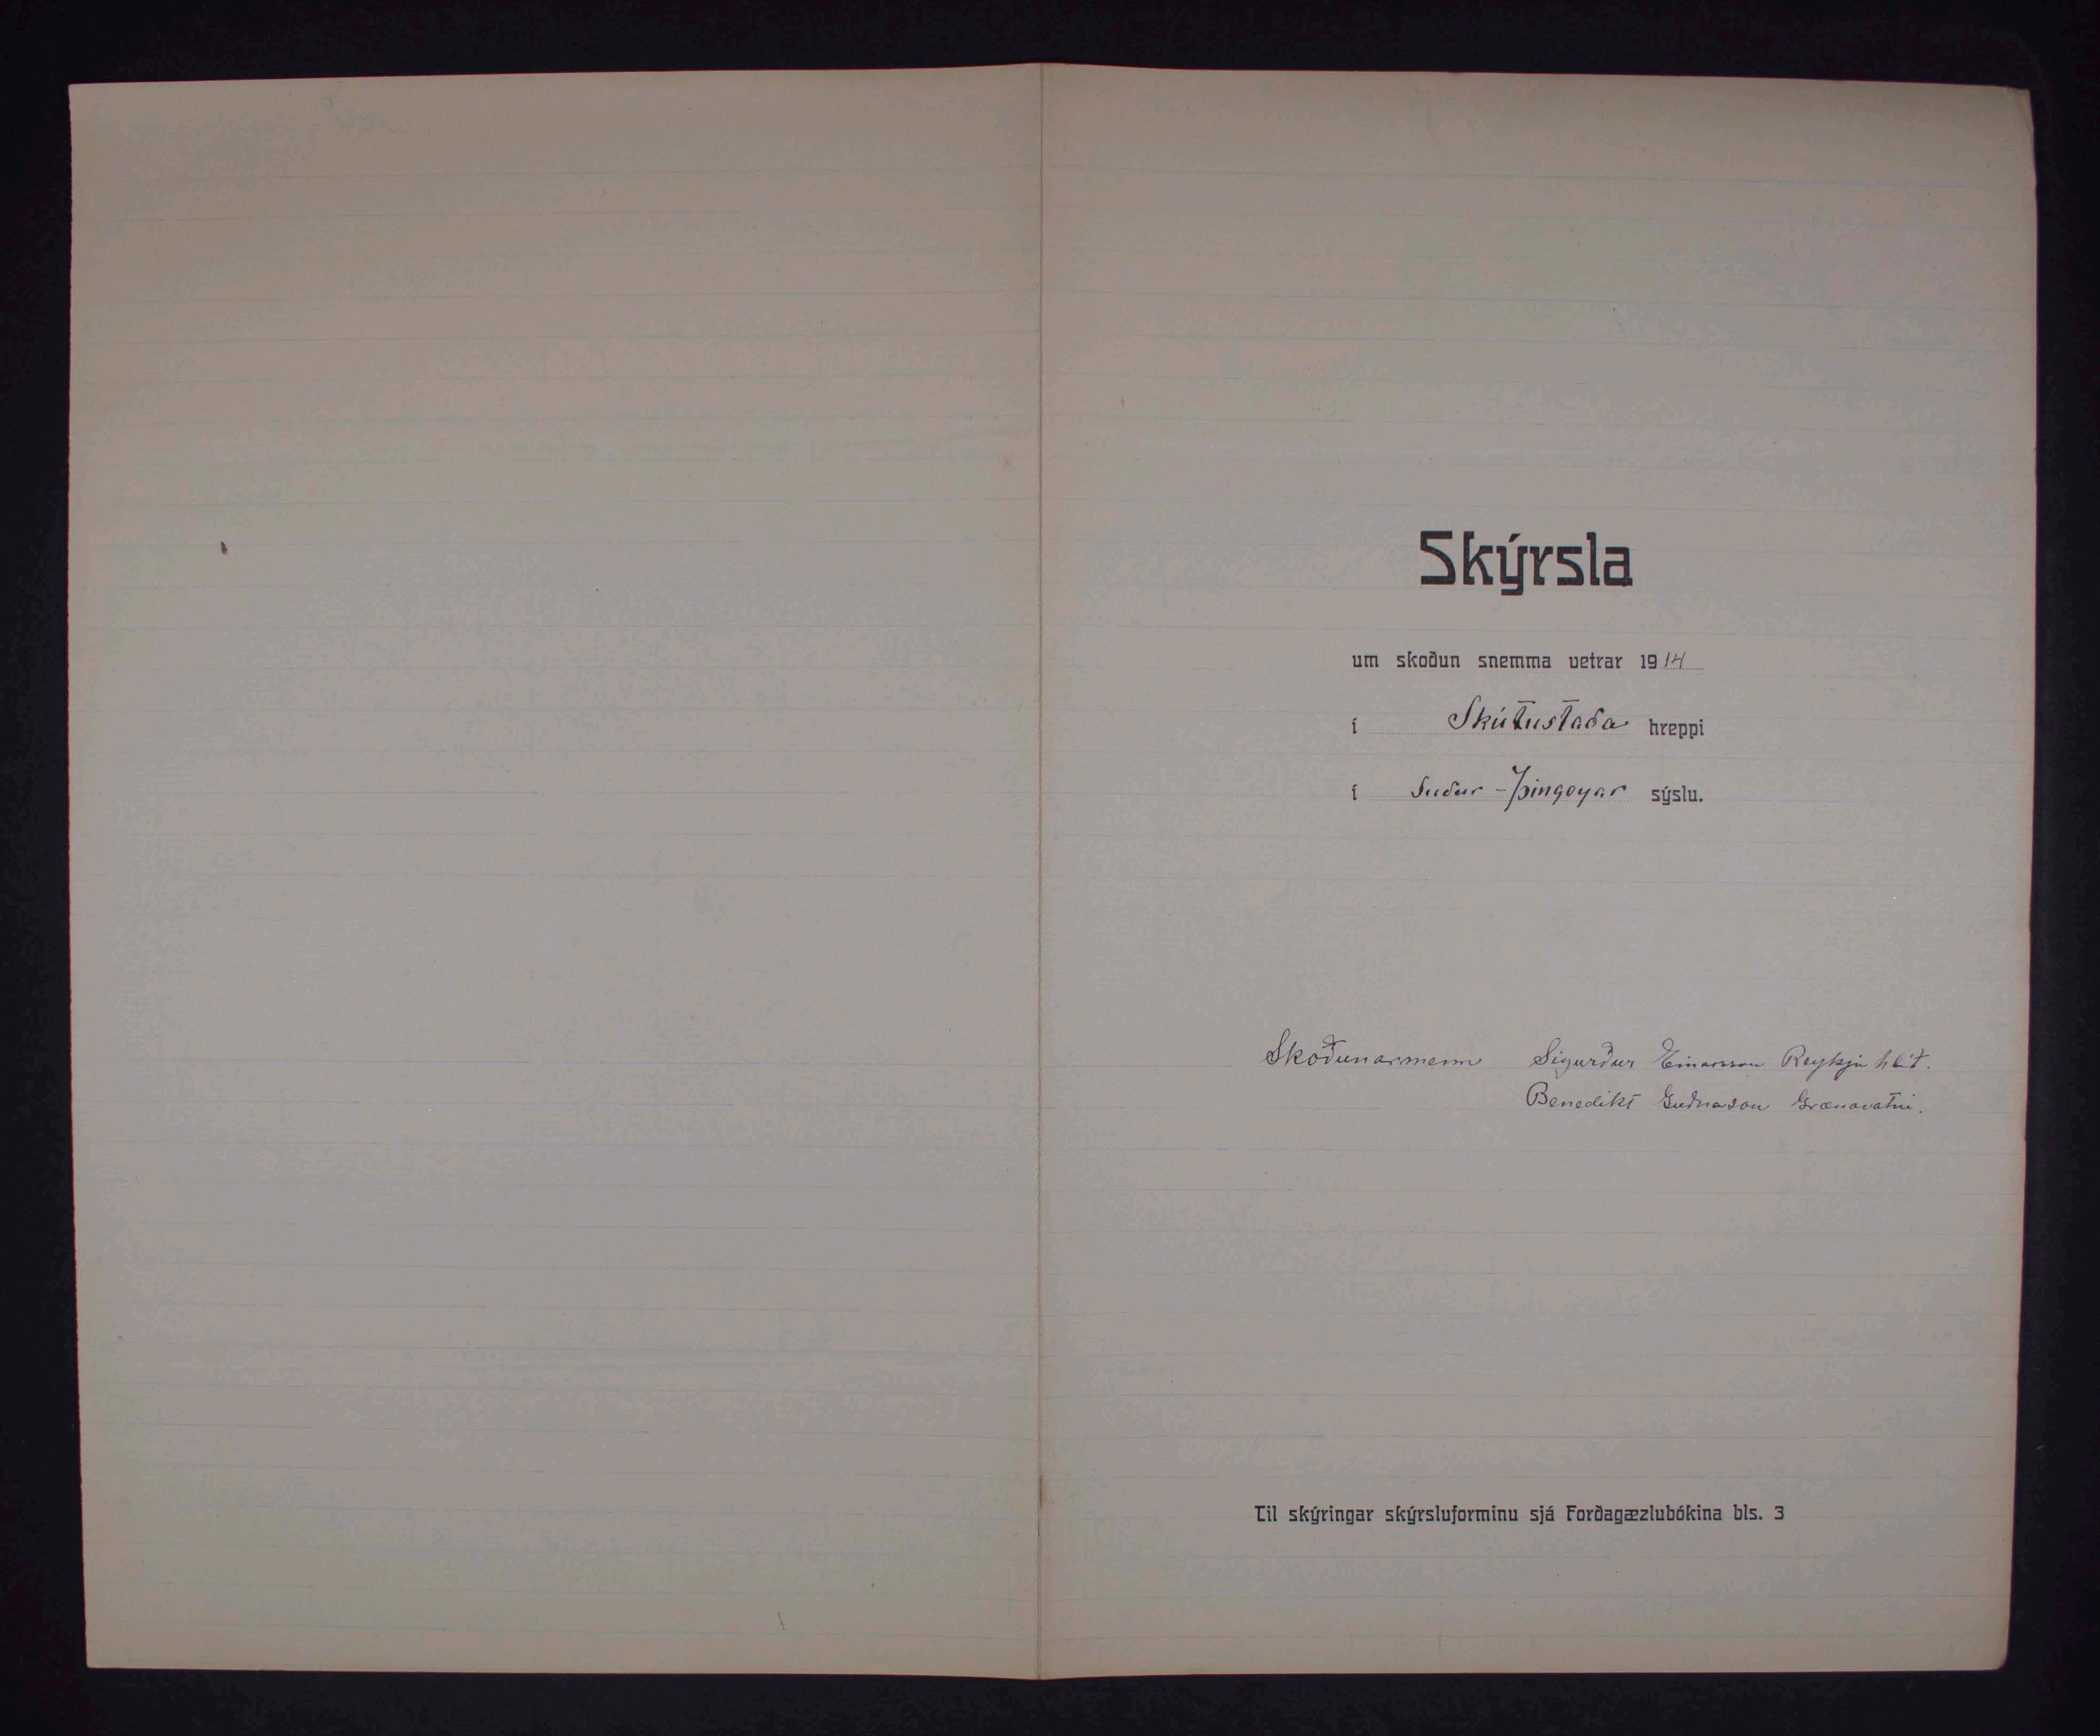 Skýrsla
um skoðun snemma vetrar 1914
í Skútustaða hreppi
í Suður-Þingeyar sýslu.
Skoðunarmenn Sigurður Einarsson Reykjahlíð.
Benedikt Guðnason Grænavatni.
Til skýringar skýrsluforminu sjá Forðagæzlubókina bls. 3